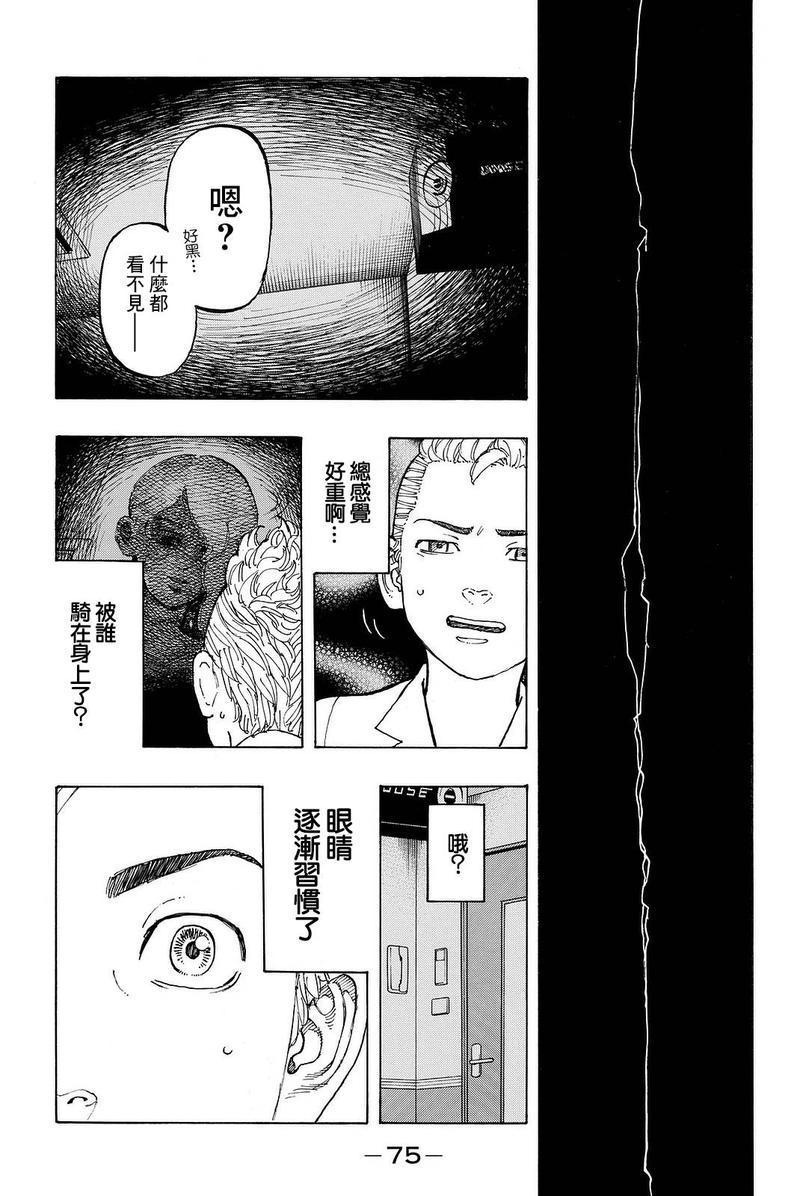 嗯？
好黑…
什麼都
看不見——
總感覺
好重啊…
被誰
騎在身上了？
哦？
眼睛
逐漸習慣了
—75—